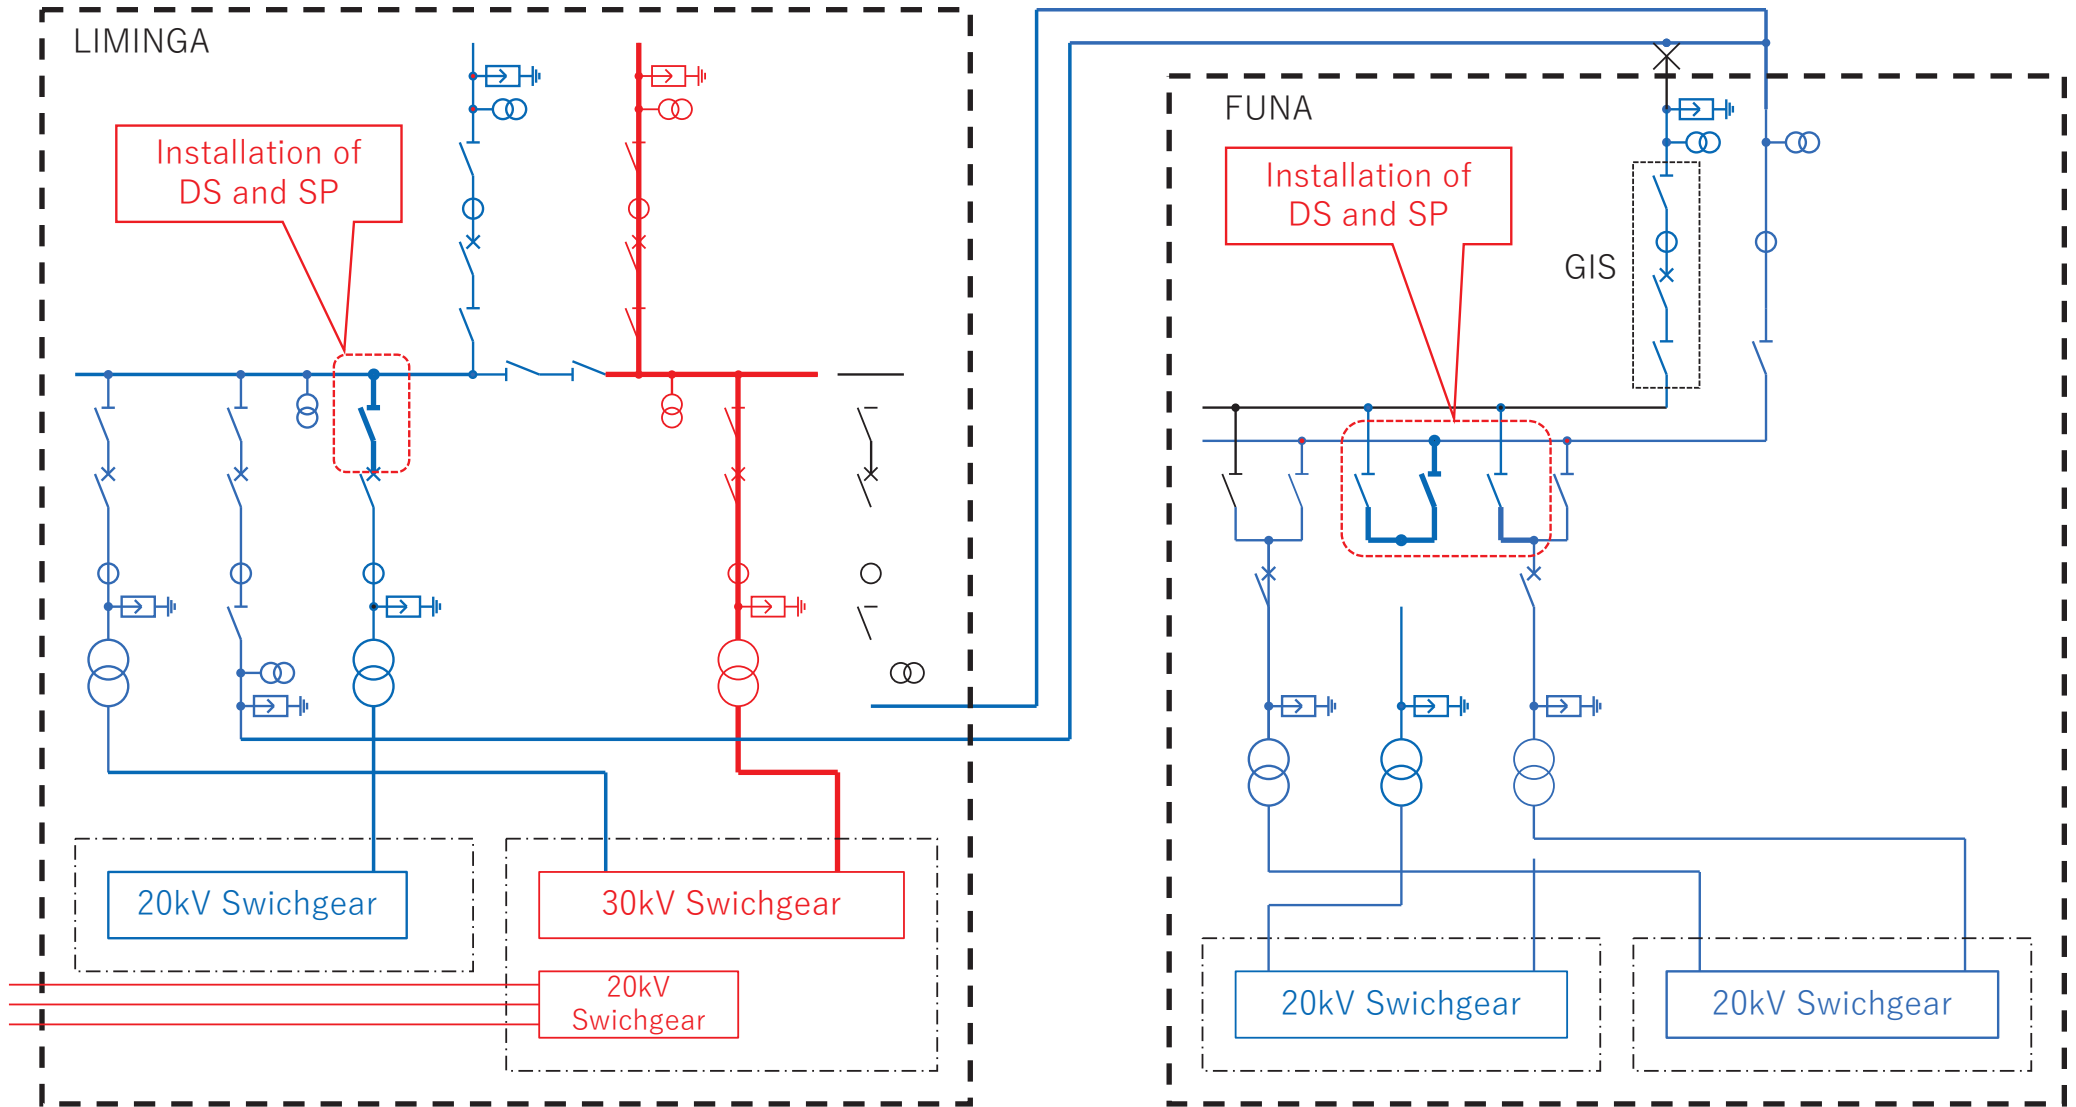 LIMINGA
Installation of
DS and SP
FUNA
Installation of
DS and SP
GIS
20kV Swichgear
30kV Swichgear
20kV
Swichgear
20kV Swichgear
20kV Swichgear